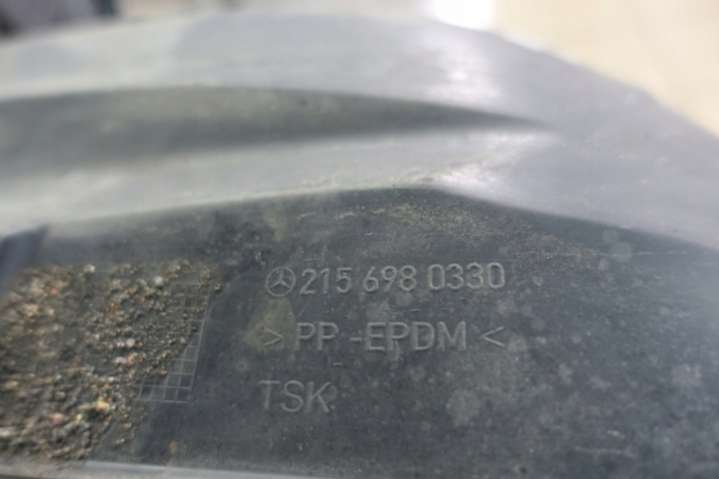 215 698 0330
> PP-EPDM <
TSK